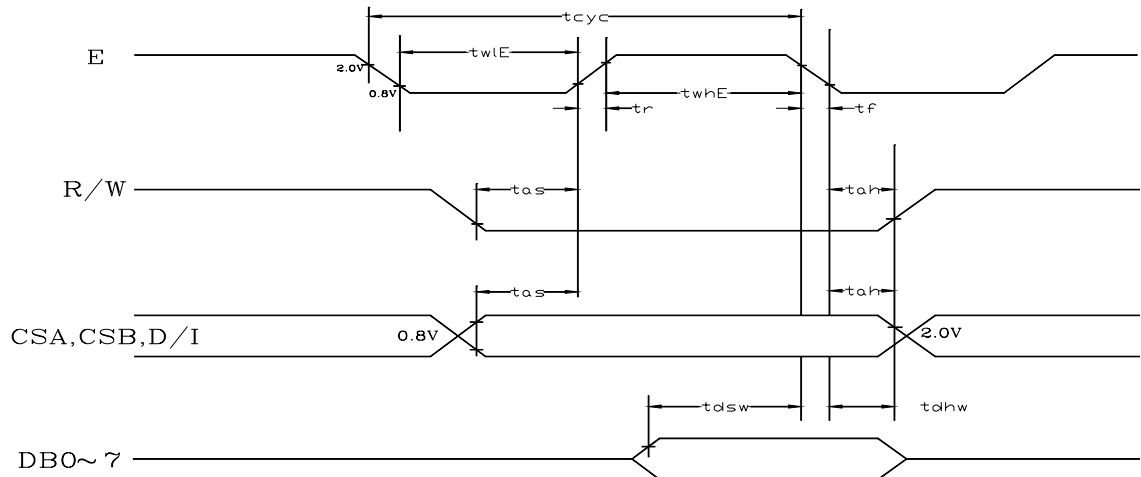 tcyc
E
twlE
2.0V
0.8V
twhE
tr
tf
R/W
tas
tah
tas
tah
CSA,CSB,D/I
0.8V
2.0V
tdsw
tdhw
DB0~7